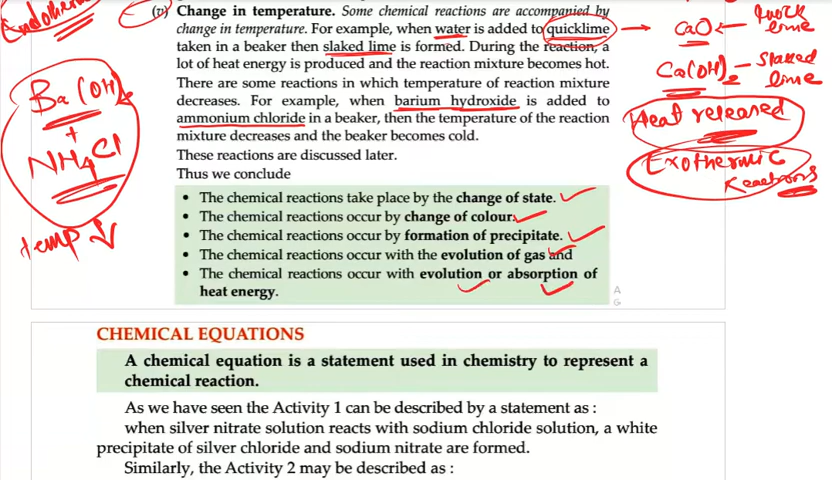 Endothermic
(v) Change in temperature. Some chemical reactions are accompanied by
change in temperature. For example, when water is added to quicklime
taken in a beaker then slaked lime is formed. During the reaction, a
lot of heat energy is produced and the reaction mixture becomes hot.
There are some reactions in which temperature of reaction mixture
decreases. For example, when barium hydroxide is added to
ammonium chloride in a beaker, then the temperature of the reaction
mixture decreases and the beaker becomes cold.
These reactions are discussed later.
Thus we conclude
• The chemical reactions take place by the change of state.
• The chemical reactions occur by change of colour.
• The chemical reactions occur by formation of precipitate.
• The chemical reactions occur with the evolution of gas and
• The chemical reactions occur with evolution or absorption of
heat energy.
Ba(OH)2
+
NH4Cl
temp ↓
→ CaO ← Quick
lime
Ca(OH)2 – Slaked
lime
Heat released
Exothermic
Reactions
A
G
CHEMICAL EQUATIONS
A chemical equation is a statement used in chemistry to represent a
chemical reaction.
As we have seen the Activity 1 can be described by a statement as :
when silver nitrate solution reacts with sodium chloride solution, a white
precipitate of silver chloride and sodium nitrate are formed.
Similarly, the Activity 2 may be described as :